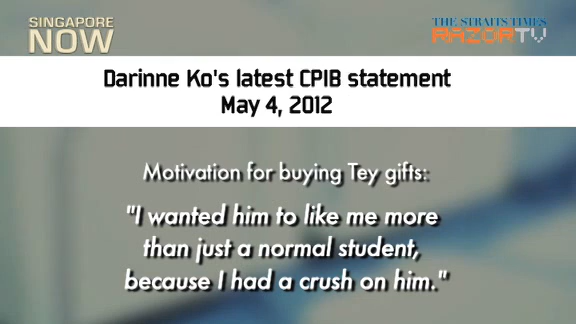 SINGAPORE
NOW
THE STRAITS TIMES
RAZORTV
Darinne Ko's latest CPIB statement
May 4, 2012
Motivation for buying Tey gifts:
"I wanted him to like me more
than just a normal student,
because I had a crush on him."